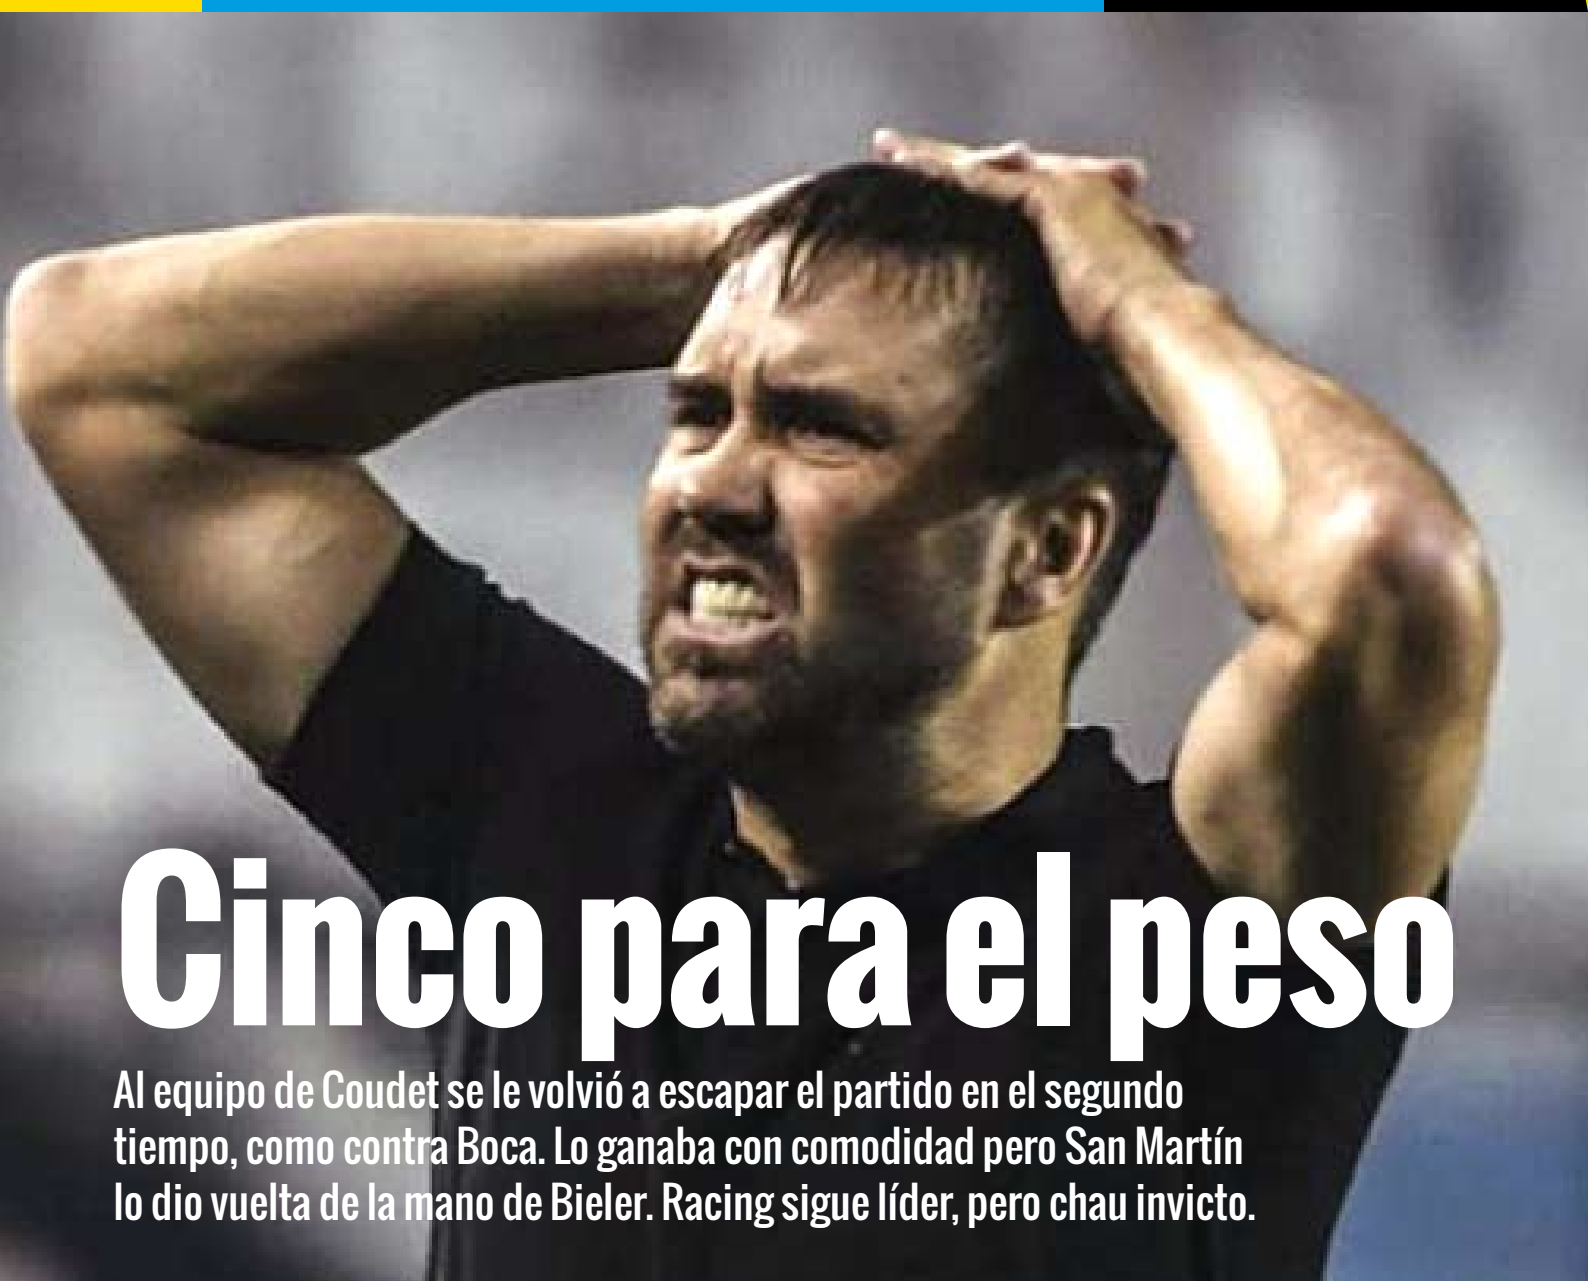 Cinco para el peso
Al equipo de Coudet se le volvió a escapar el partido en el segundo
tiempo, como contra Boca. Lo ganaba con comodidad pero San Martín
lo dio vuelta de la mano de Bieler. Racing sigue líder, pero chau invicto.